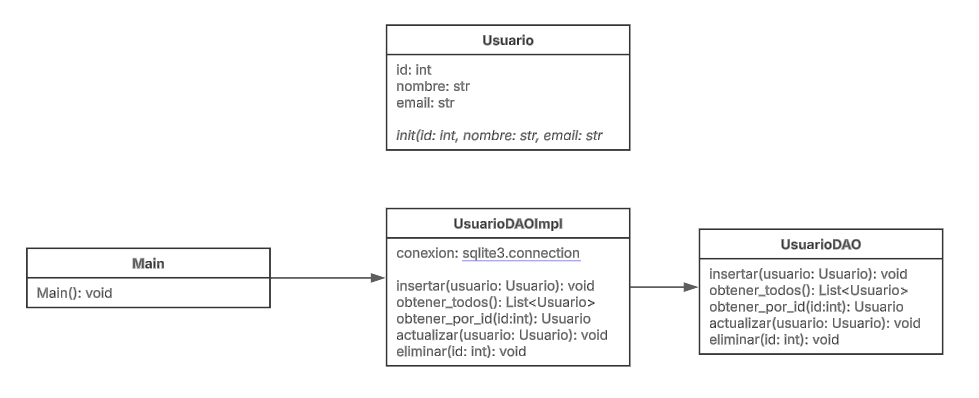 Usuario
id: int
nombre: str
email: str
init(id: int, nombre: str, email: str
Main
Main(): void
UsuarioDAOImpl
conexion: sqlite3.connection
insertar(usuario: Usuario): void
obtener_todos(): List<Usuario>
obtener_por_id(id:int): Usuario
actualizar(usuario: Usuario): void
eliminar(id: int): void
UsuarioDAO
insertar(usuario: Usuario): void
obtener_todos(): List<Usuario>
obtener_por_id(id:int): Usuario
actualizar(usuario: Usuario): void
eliminar(id: int): void